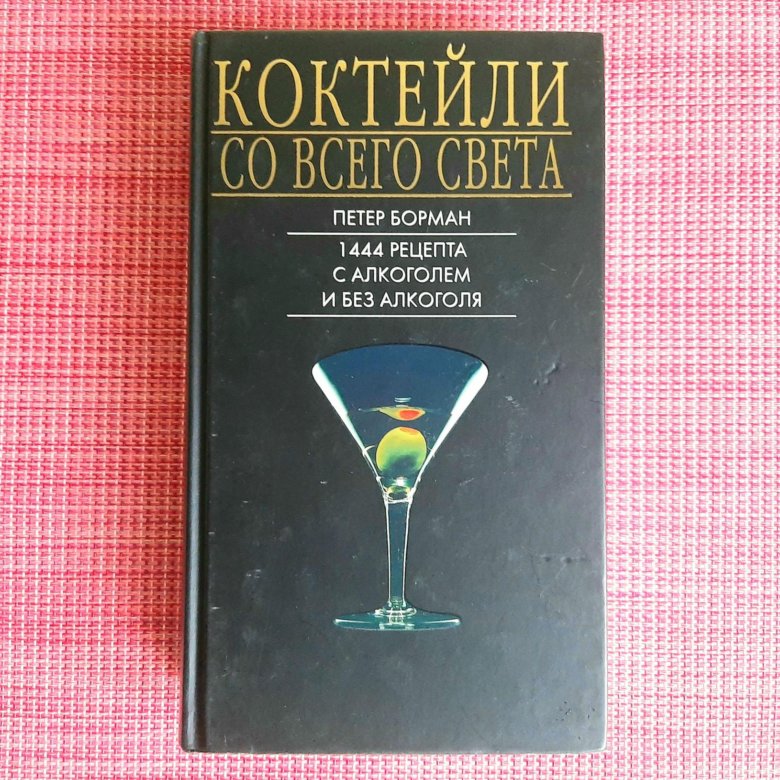 КОКТЕЙЛИ
СО ВСЕГО СВЕТА
ПЕТЕР БОРМАН
1444 РЕЦЕПТА
С АЛКОГОЛЕМ
И БЕЗ АЛКОГОЛЯ